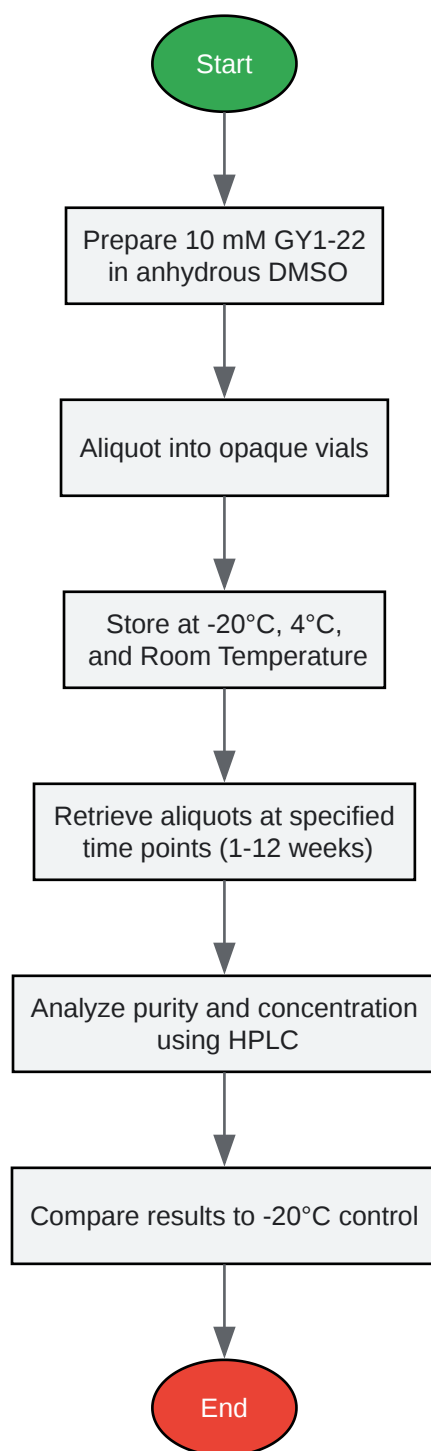 Start
Prepare 10 mM GY1-22
in anhydrous DMSO
Aliquot into opaque vials
Store at -20°C, 4°C,
and Room Temperature
Retrieve aliquots at specified
time points (1-12 weeks)
Analyze purity and concentration
using HPLC
Compare results to -20°C control
End